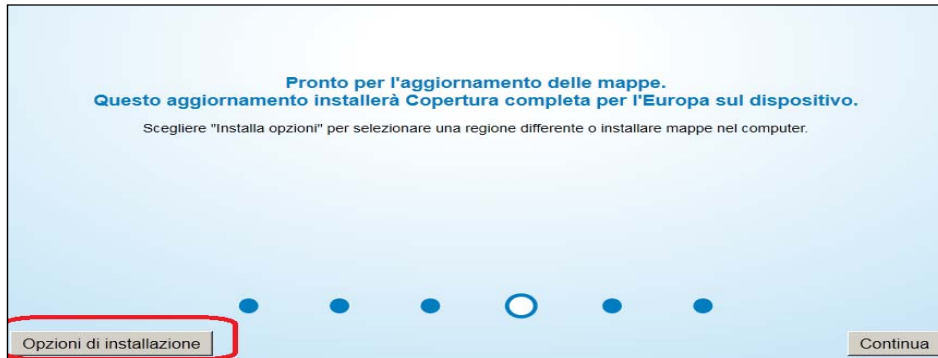 Pronto per l'aggiornamento delle mappe.
Questo aggiornamento installerà Copertura completa per l'Europa sul dispositivo.
Scegliere "Installa opzioni" per selezionare una regione differente o installare mappe nel computer.
Opzioni di installazione
Continua